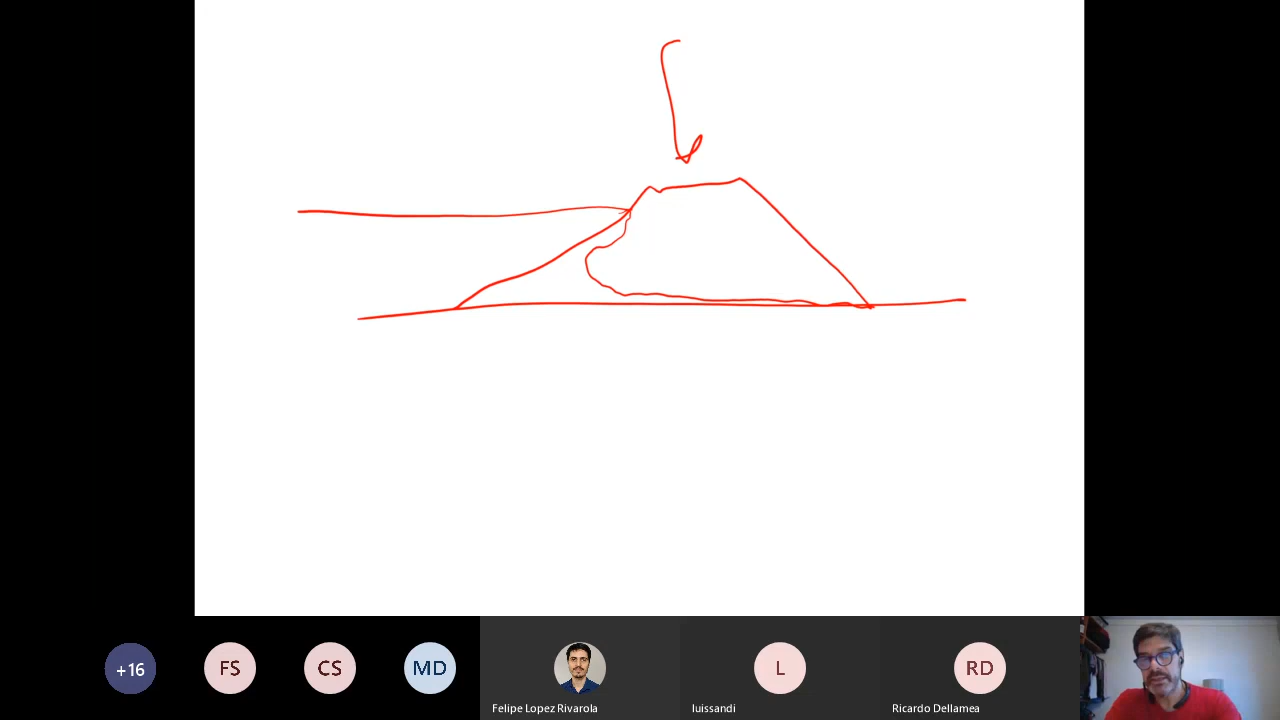 +16
FS
CS
MD
L
RD
Felipe Lopez Rivarola
luissandi
Ricardo Dellamea